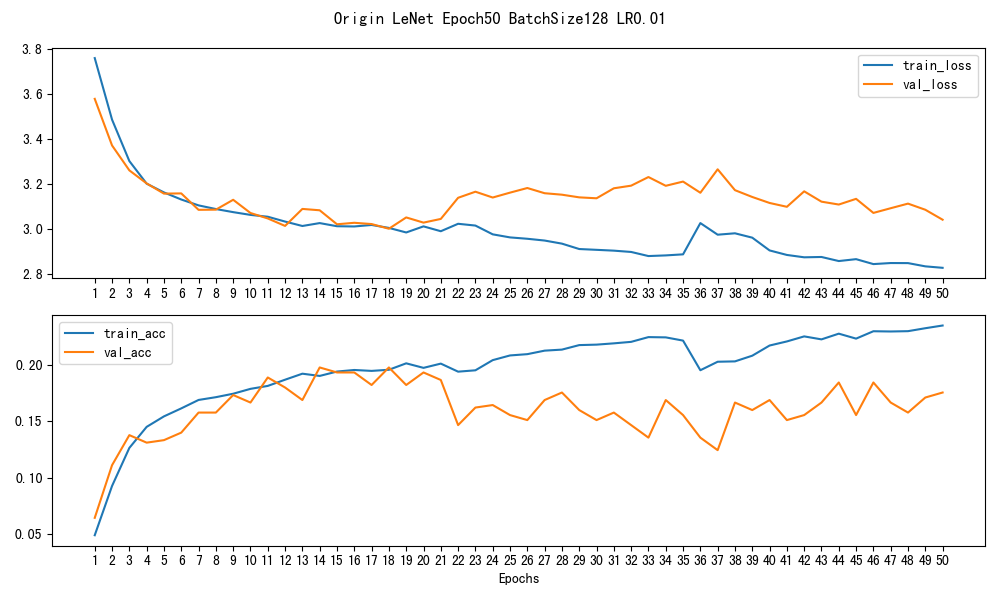 Origin LeNet Epoch50 BatchSize128 LR0.01
3.8
3.6
3.4
3.2
3.0
2.8
train_loss
val_loss
1 2 3 4 5 6 7 8 9 10 11 12 13 14 15 16 17 18 19 20 21 22 23 24 25 26 27 28 29 30 31 32 33 34 35 36 37 38 39 40 41 42 43 44 45 46 47 48 49 50
train_acc
val_acc
0.20
0.15
0.10
0.05
1 2 3 4 5 6 7 8 9 10 11 12 13 14 15 16 17 18 19 20 21 22 23 24 25 26 27 28 29 30 31 32 33 34 35 36 37 38 39 40 41 42 43 44 45 46 47 48 49 50
Epochs